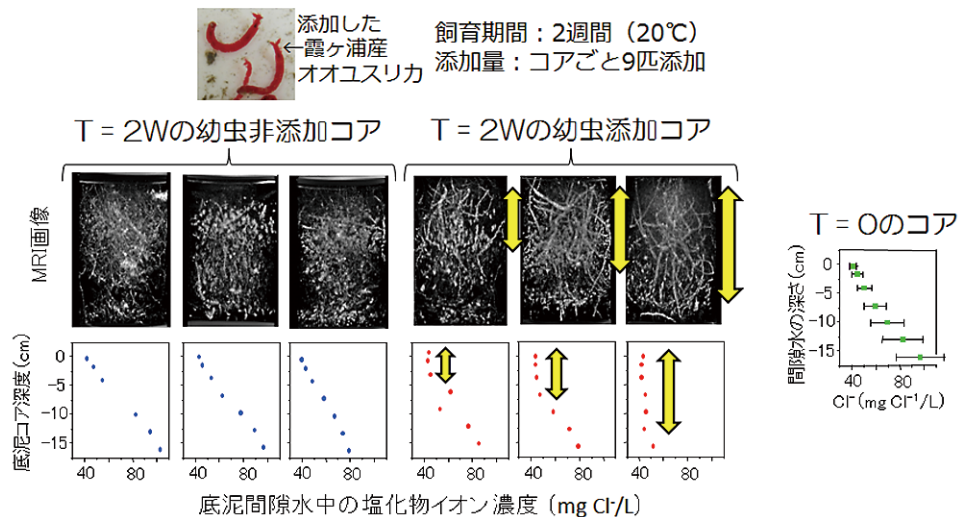 添加した
←霞ヶ浦産
オオユスリカ
飼育期間：2週間（20℃）
添加量：コアごと9匹添加
T = 2Wの幼虫非添加コア
T = 2Wの幼虫添加コア
MRI画像
T = 0のコア
間隙水の深さ(cm)
0
-5
-10
-15
40
80
Cl⁻(mg Cl⁻¹/L)
底泥コア深度(cm)
0
-5
-10
-15
40 80
40 80
40 80
40 80
40 80
40 80
底泥間隙水中の塩化物イオン濃度（mg Cl⁻/L）